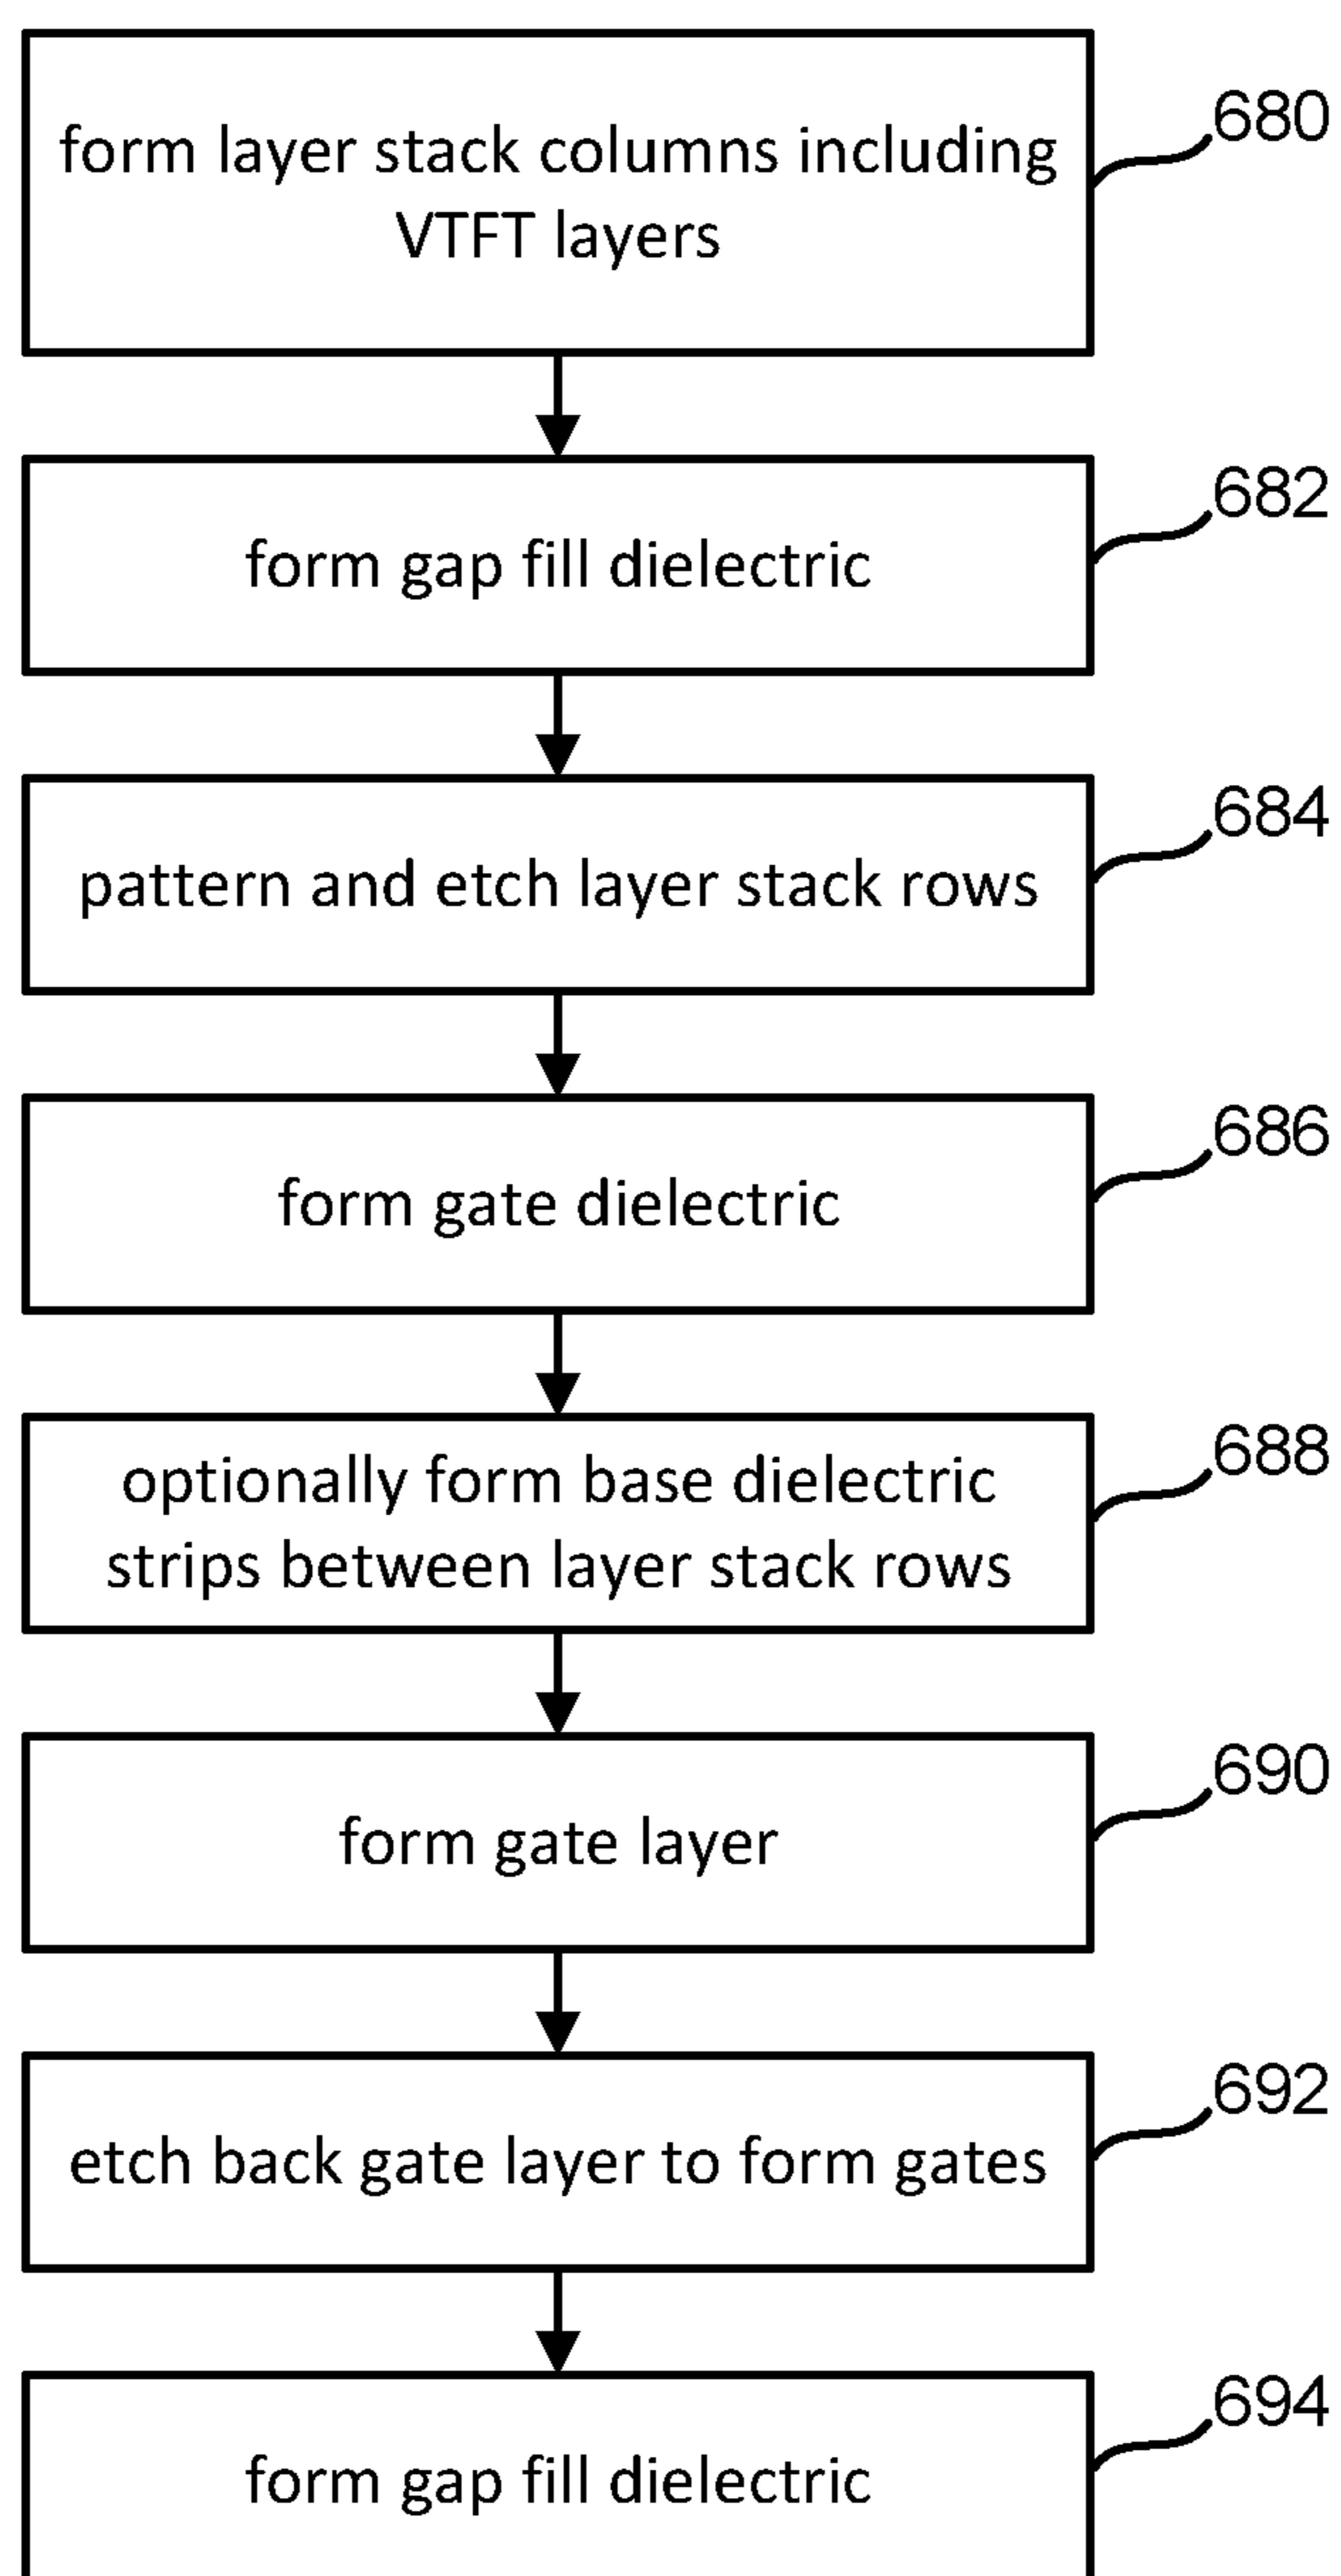 form layer stack columns including
VTFT layers
680
form gap fill dielectric
682
pattern and etch layer stack rows
684
form gate dielectric
686
optionally form base dielectric
strips between layer stack rows
688
form gate layer
690
etch back gate layer to form gates
692
form gap fill dielectric
694